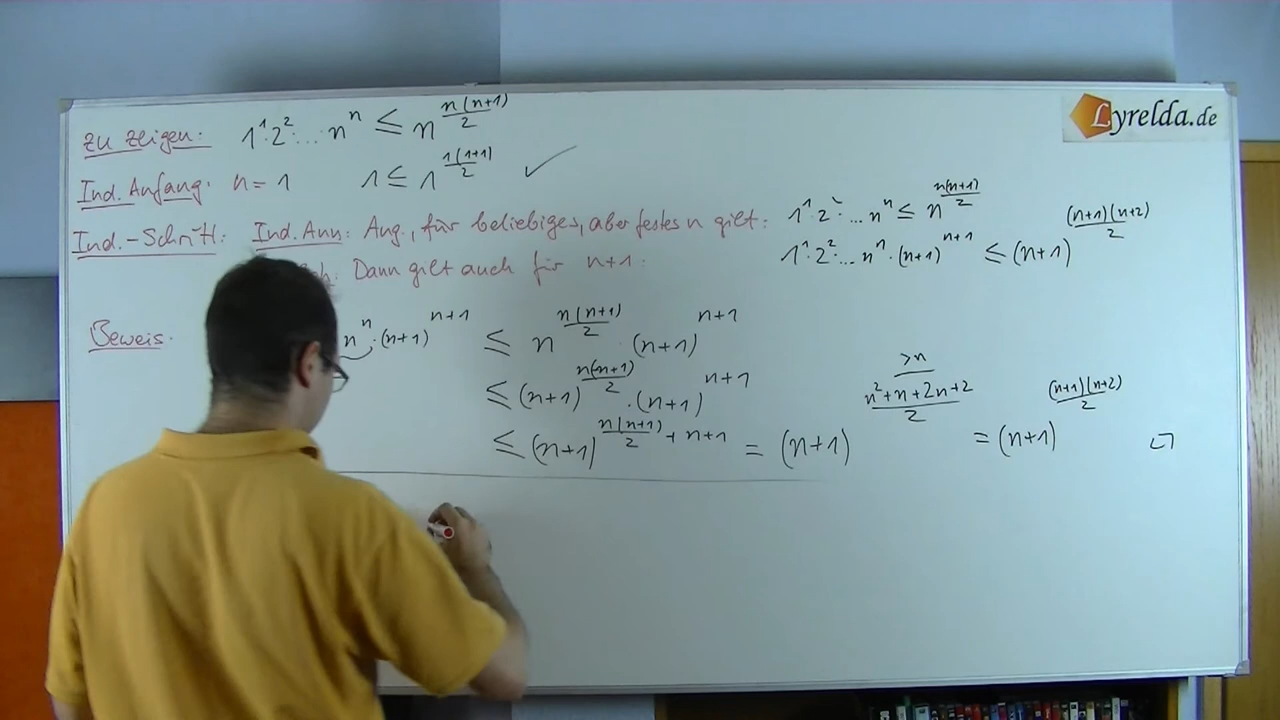 Lyrelda.de
zu zeigen: 1¹·2²·...n^n ≤ n^(n(n+1)/2)
Ind. Anfang: n=1 1 ≤ 1^(1(1+1)/2) ✓
Ind.-Schritt: Ind. Ann: Ang., für beliebiges, aber festes n gilt: 1¹·2²·...n^n ≤ n^(n(n+1)/2)
Dann gilt auch für n+1: 1¹·2²·...n^n·(n+1)^(n+1) ≤ (n+1)^((n+1)(n+2)/2)
Beweis: n^n·(n+1)^(n+1) ≤ n^(n(n+1)/2)·(n+1)^(n+1)
≤ (n+1)^(n(n+1)/2)·(n+1)^(n+1)
>n
≤ (n+1)^(n(n+1)/2 + n+1) = (n+1)^((n²+n+2n+2)/2) = (n+1)^((n+1)(n+2)/2) □